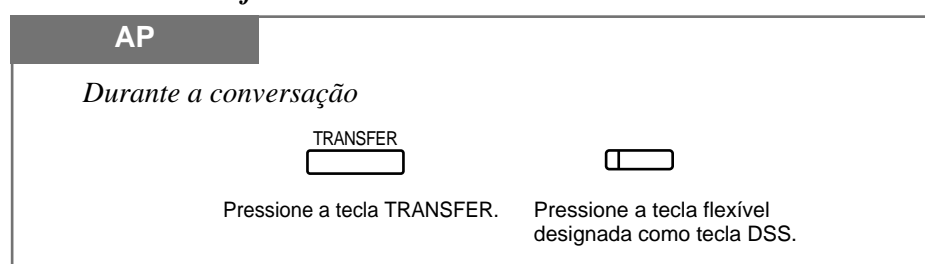 AP
Durante a conversação
TRANSFER
Pressione a tecla TRANSFER.
Pressione a tecla flexível
designada como tecla DSS.